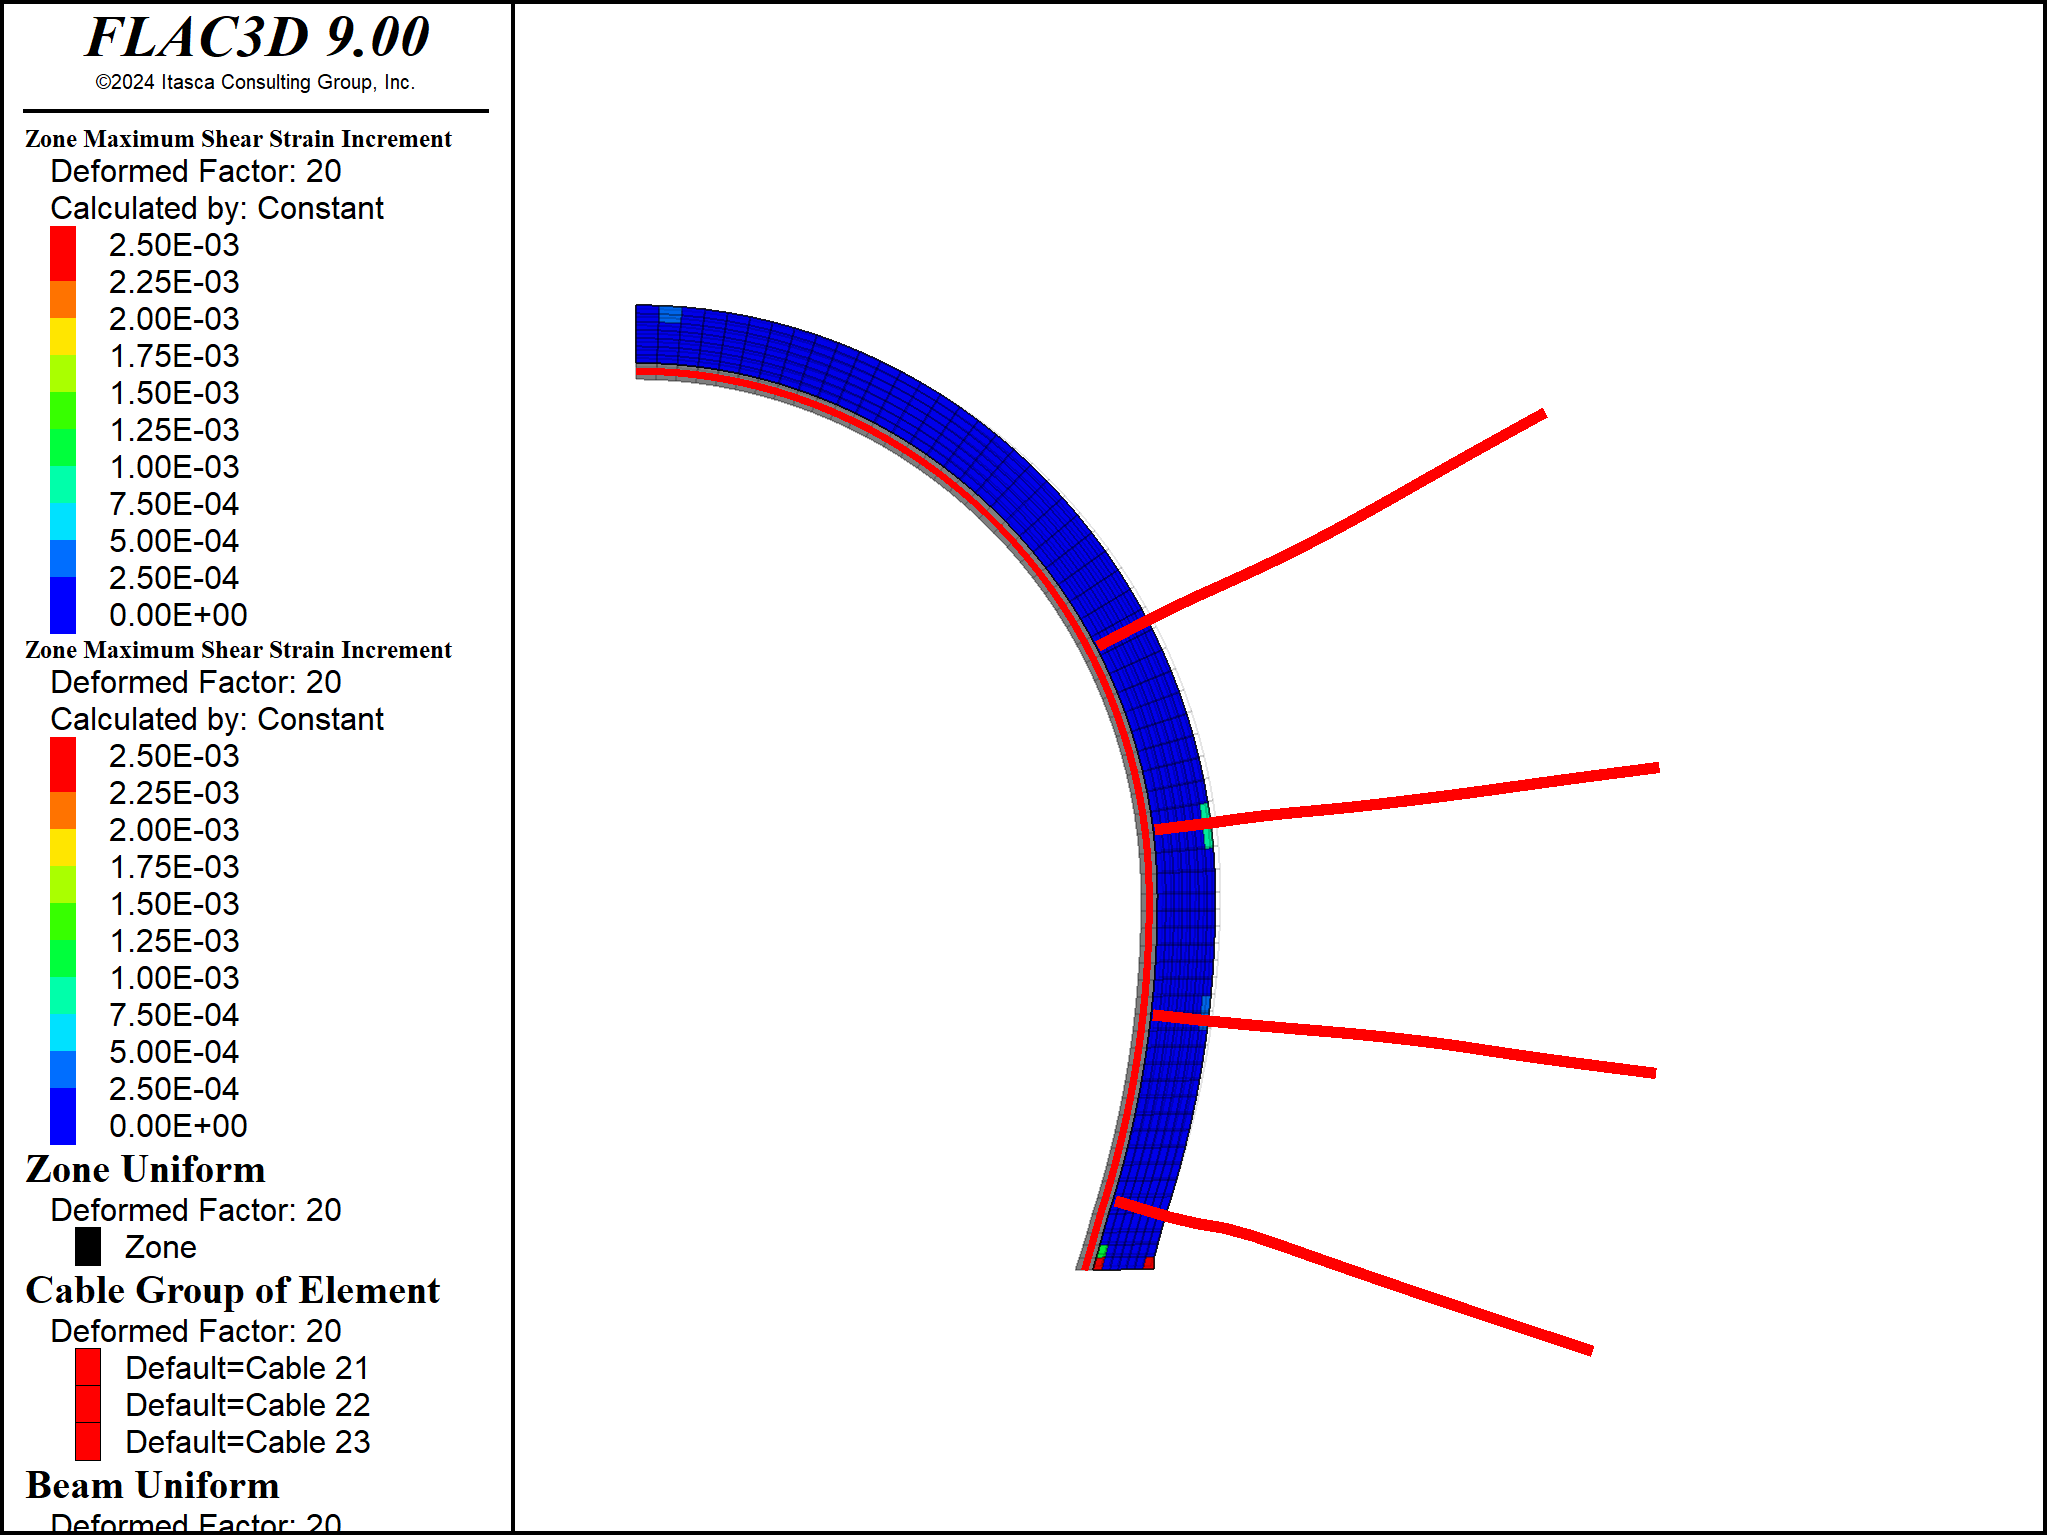 FLAC3D 9.00
©2024 Itasca Consulting Group, Inc.
Zone Maximum Shear Strain Increment
Deformed Factor: 20
Calculated by: Constant
2.50E-03
2.25E-03
2.00E-03
1.75E-03
1.50E-03
1.25E-03
1.00E-03
7.50E-04
5.00E-04
2.50E-04
0.00E+00
Zone Maximum Shear Strain Increment
Deformed Factor: 20
Calculated by: Constant
2.50E-03
2.25E-03
2.00E-03
1.75E-03
1.50E-03
1.25E-03
1.00E-03
7.50E-04
5.00E-04
2.50E-04
0.00E+00
Zone Uniform
Deformed Factor: 20
Zone
Cable Group of Element
Deformed Factor: 20
Default=Cable 21
Default=Cable 22
Default=Cable 23
Beam Uniform
Deformed Factor: 20